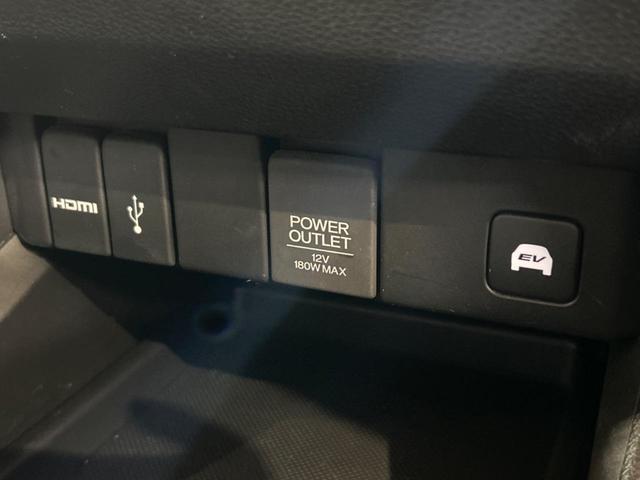 HDMI
POWER
OUTLET
12V
180W MAX
EV